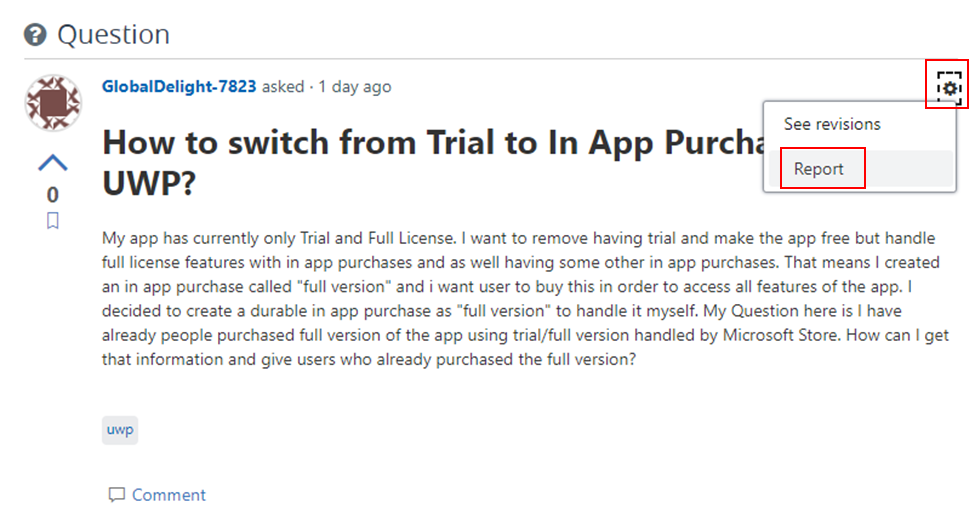 Question
GlobalDelight-7823 asked · 1 day ago
See revisions
Report
How to switch from Trial to In App Purcha
UWP?
0
My app has currently only Trial and Full License. I want to remove having trial and make the app free but handle
full license features with in app purchases and as well having some other in app purchases. That means I created
an in app purchase called "full version" and i want user to buy this in order to access all features of the app. I
decided to create a durable in app purchase as "full version" to handle it myself. My Question here is I have
already people purchased full version of the app using trial/full version handled by Microsoft Store. How can I get
that information and give users who already purchased the full version?
uwp
Comment